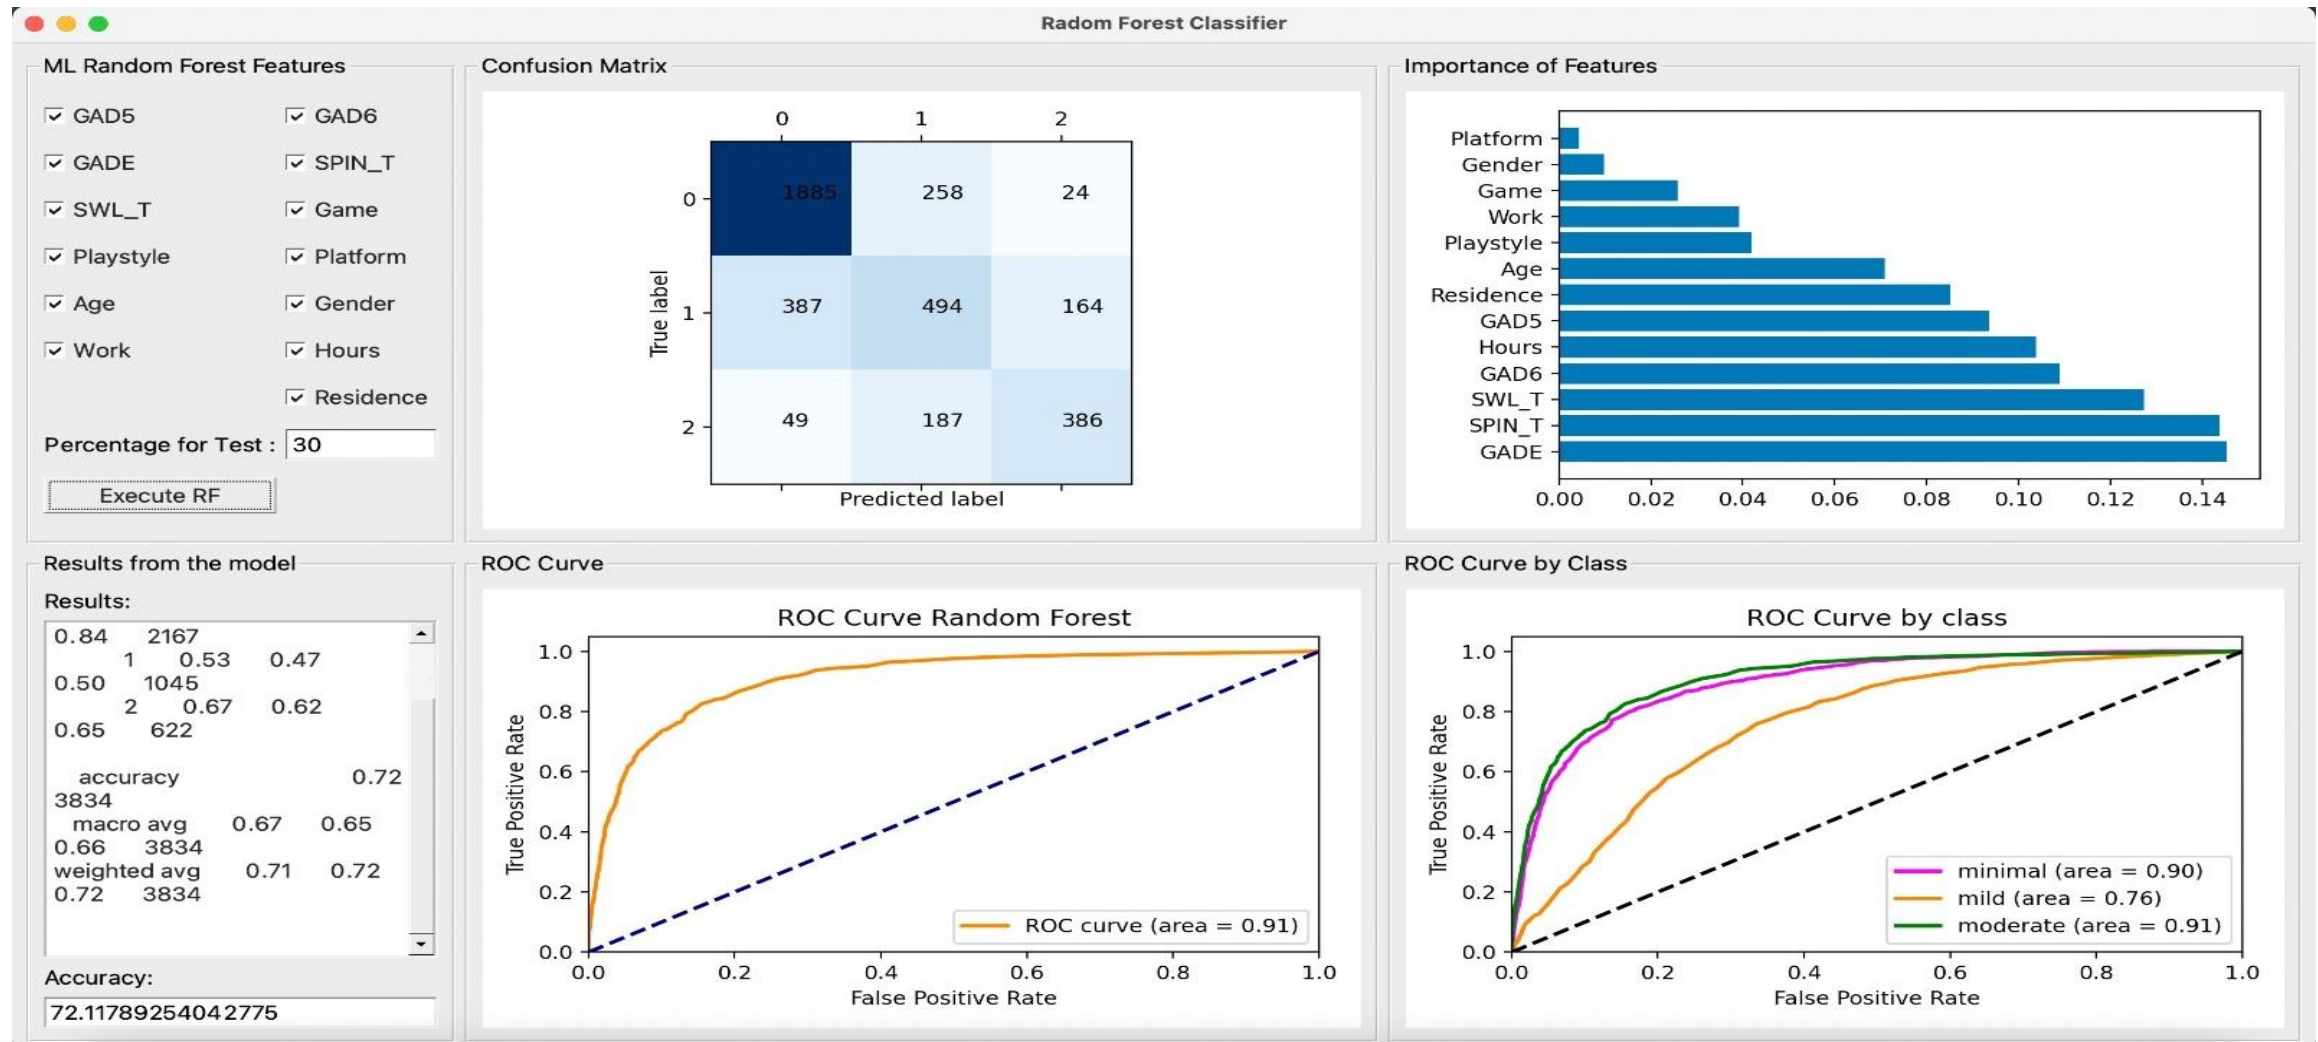 Radom Forest Classifier
ML Random Forest Features
GAD5 GAD6
GADE SPIN_T
SWL_T Game
Playstyle Platform
Age Gender
Work Hours
Residence
Percentage for Test : 30
Execute RF
Confusion Matrix
0 1 2
0 1885 258 24
1 387 494 164
2 49 187 386
True label
Predicted label
Importance of Features
Platform
Gender
Game
Work
Playstyle
Age
Residence
GAD5
Hours
GAD6
SWL_T
SPIN_T
GADE
0.00 0.02 0.04 0.06 0.08 0.10 0.12 0.14
Results from the model
Results:
0.84 2167
1 0.53 0.47
0.50 1045
2 0.67 0.62
0.65 622
accuracy 0.72
3834
macro avg 0.67 0.65
0.66 3834
weighted avg 0.71 0.72
0.72 3834
Accuracy:
72.11789254042775
ROC Curve
ROC Curve Random Forest
True Positive Rate
1.0
0.8
0.6
0.4
0.2
0.0
ROC curve (area = 0.91)
0.0 0.2 0.4 0.6 0.8 1.0
False Positive Rate
ROC Curve by Class
ROC Curve by class
True Positive Rate
1.0
0.8
0.6
0.4
0.2
0.0
minimal (area = 0.90)
mild (area = 0.76)
moderate (area = 0.91)
0.0 0.2 0.4 0.6 0.8 1.0
False Positive Rate